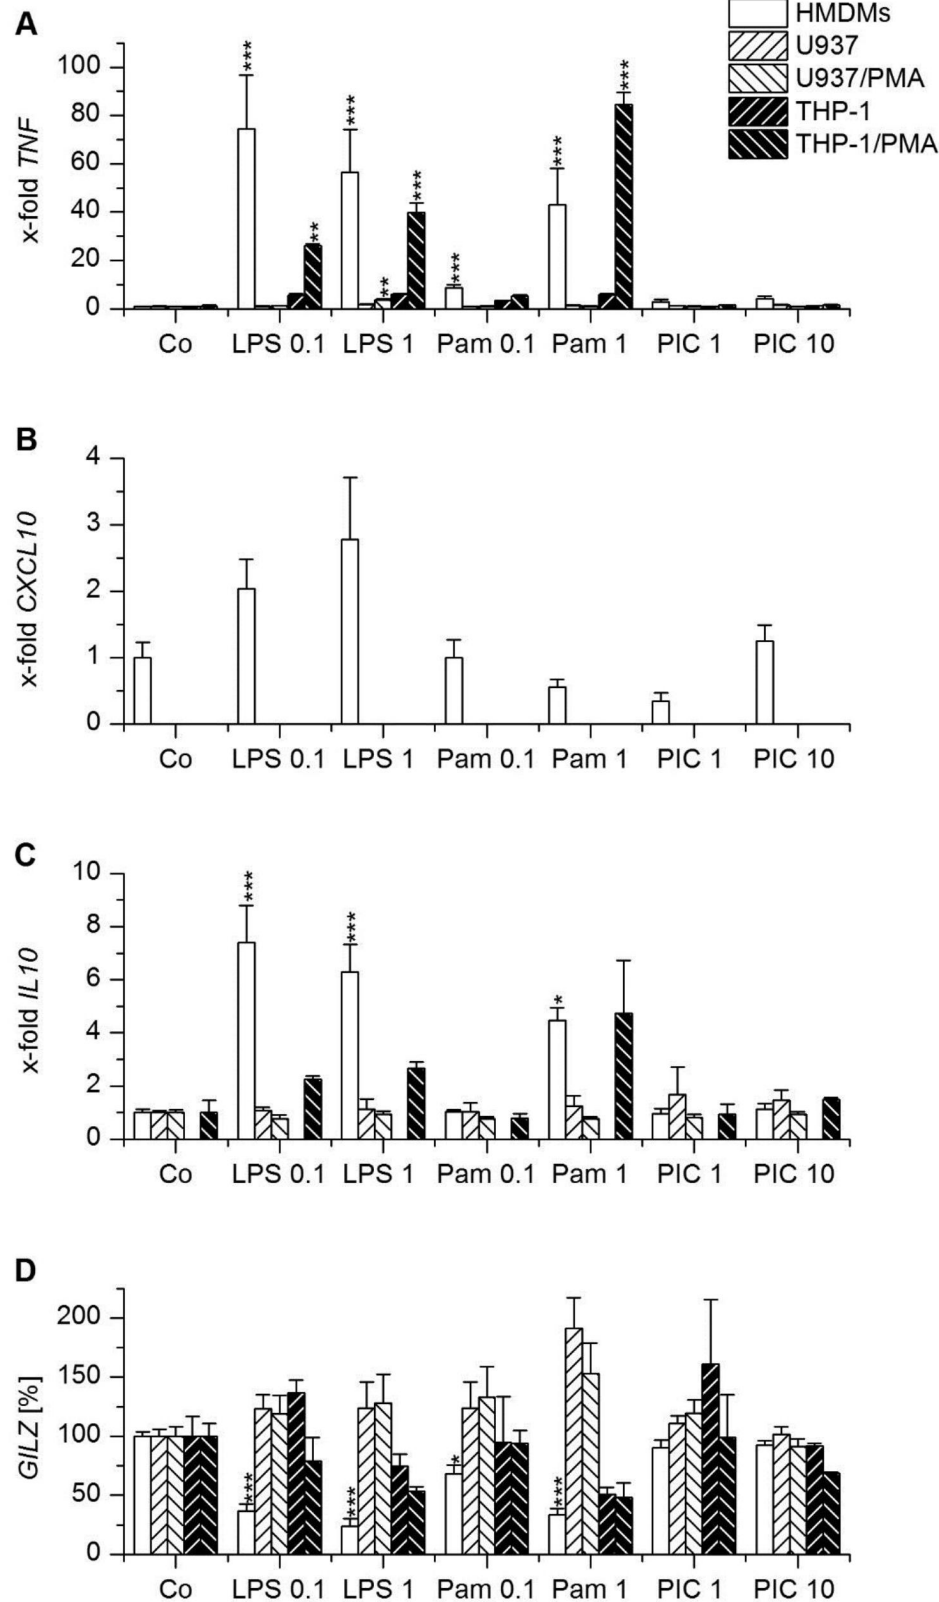 A
HMDMs
U937
U937/PMA
THP-1
THP-1/PMA
x-fold TNF
100
80
60
40
20
0
***
**
***
**
***
***
***
***
Co LPS 0.1 LPS 1 Pam 0.1 Pam 1 PIC 1 PIC 10
B
x-fold CXCL10
4
3
2
1
0
Co LPS 0.1 LPS 1 Pam 0.1 Pam 1 PIC 1 PIC 10
C
x-fold IL10
10
8
6
4
2
0
***
***
*
Co LPS 0.1 LPS 1 Pam 0.1 Pam 1 PIC 1 PIC 10
D
GILZ [%]
200
150
100
50
0
***
***
*
***
Co LPS 0.1 LPS 1 Pam 0.1 Pam 1 PIC 1 PIC 10